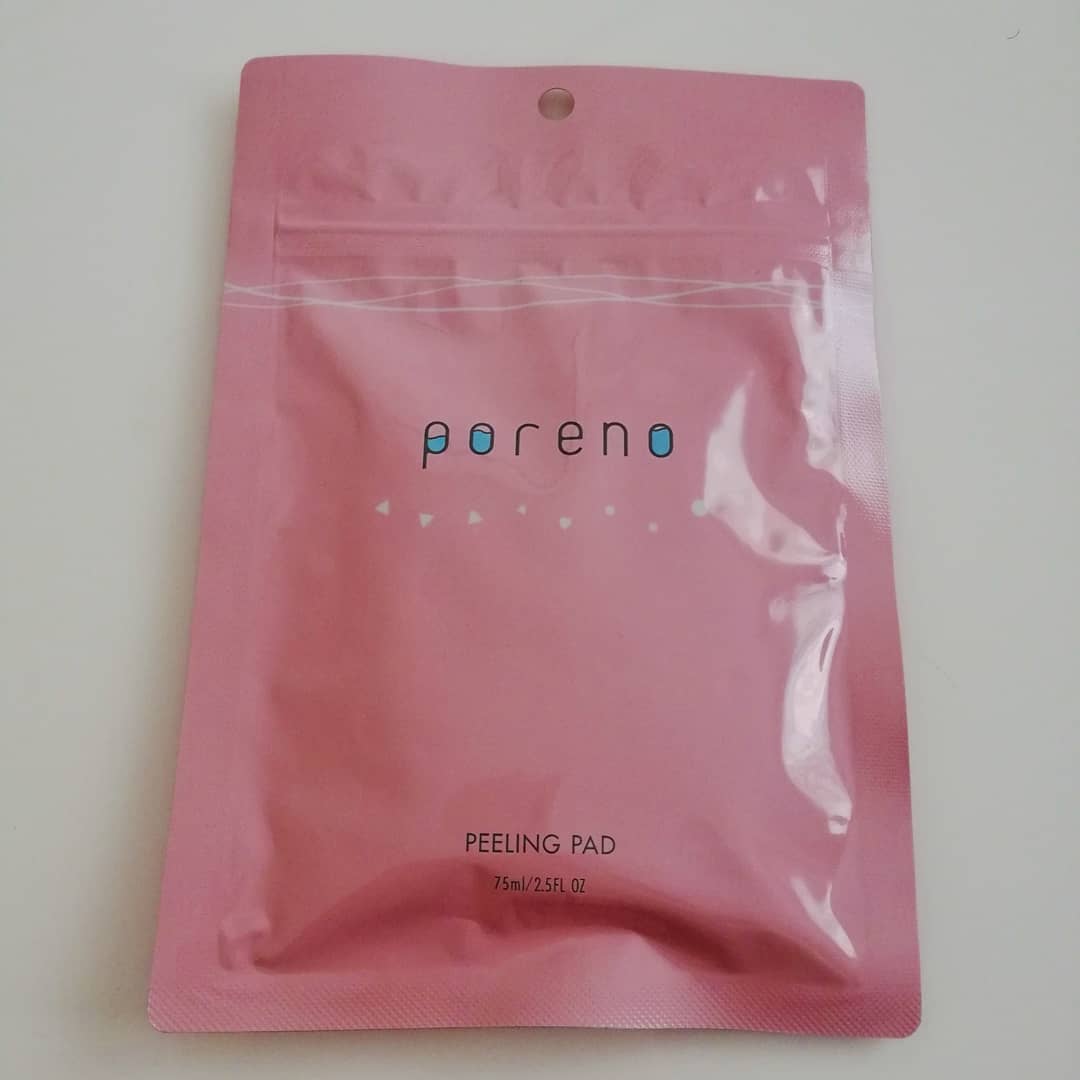 poreno
PEELING PAD
75ml/2.5FL OZ